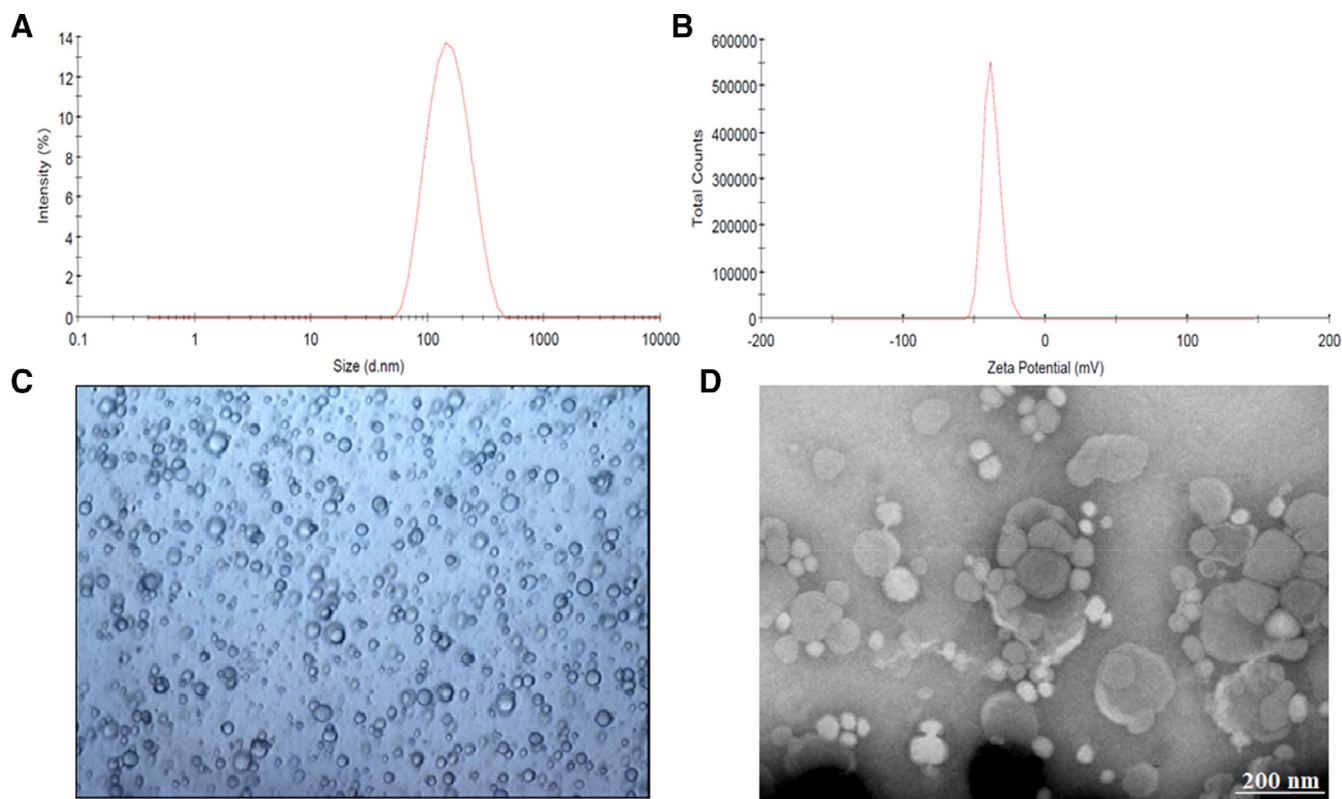 A
14
12
10
8
6
4
2
0
Intensity (%)
0.1 1 10 100 1000 10000
Size (d.nm)
B
600000
500000
400000
300000
200000
100000
0
Total Counts
-200 -100 0 100 200
Zeta Potential (mV)
C
D
200 nm